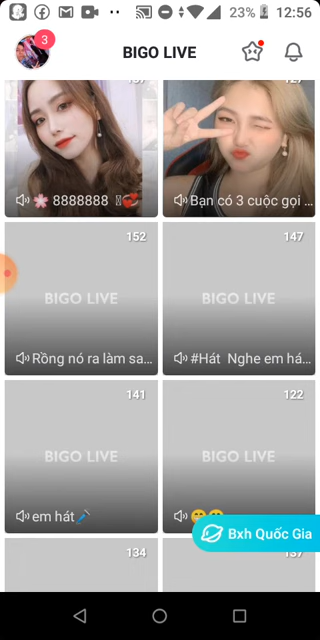 23% 12:56
3
BIGO LIVE
🌸 8888888 💞
Bạn có 3 cuộc gọi ...
152
147
BIGO LIVE
BIGO LIVE
Rồng nó ra làm sa...
#Hát Nghe em há...
141
122
BIGO LIVE
BIGO LIVE
em hát🎤
😁😁
Bxh Quốc Gia
134
137